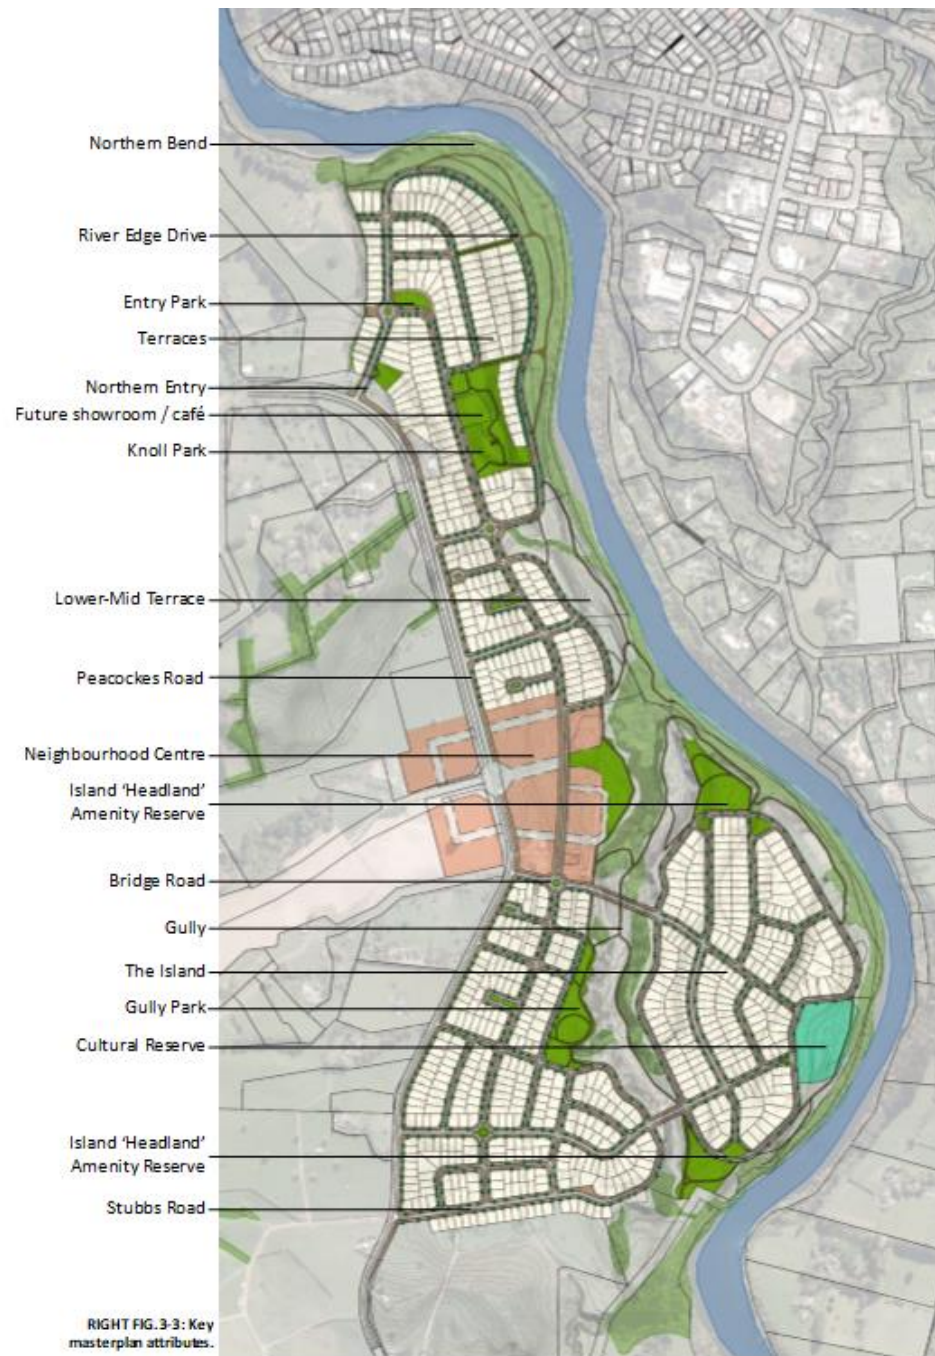 Northern Bend
River Edge Drive
Entry Park
Terraces
Northern Entry
Future showroom / café
Knoll Park
Lower-Mid Terrace
Peacockes Road
Neighbourhood Centre
Island ‘Headland’
Amenity Reserve
Bridge Road
Gully
The Island
Gully Park
Cultural Reserve
Island ‘Headland’
Amenity Reserve
Stubbs Road
RIGHT FIG.3-3: Key
masterplan attributes.